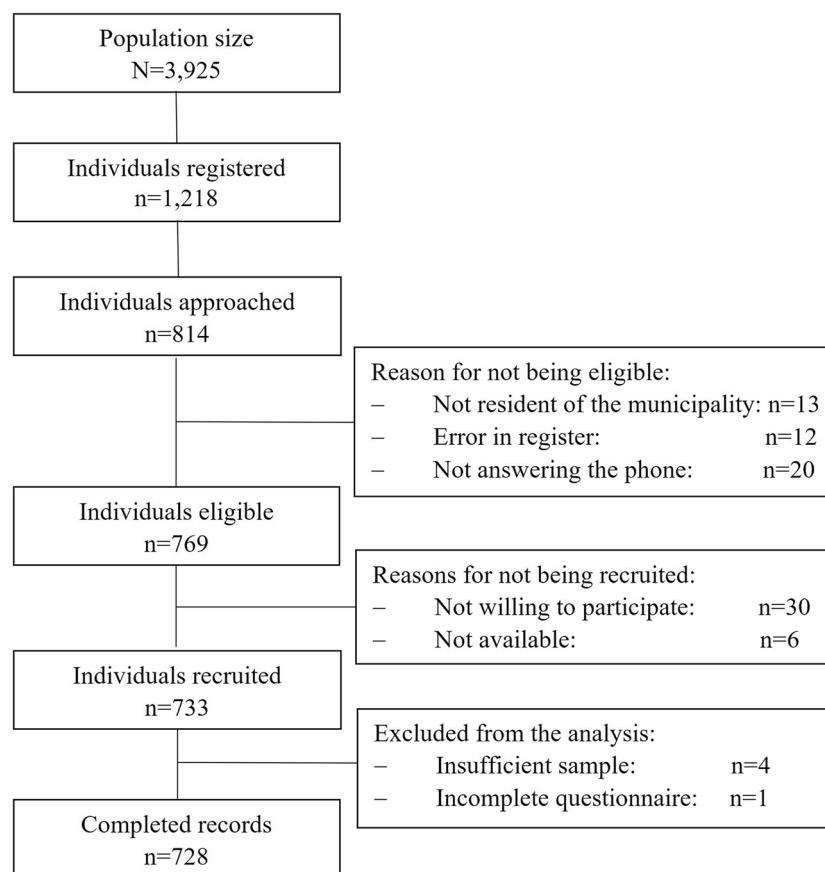 Population size
N=3,925
Individuals registered
n=1,218
Individuals approached
n=814
Reason for not being eligible:
– Not resident of the municipality: n=13
– Error in register: n=12
– Not answering the phone: n=20
Individuals eligible
n=769
Reasons for not being recruited:
– Not willing to participate: n=30
– Not available: n=6
Individuals recruited
n=733
Excluded from the analysis:
– Insufficient sample: n=4
– Incomplete questionnaire: n=1
Completed records
n=728